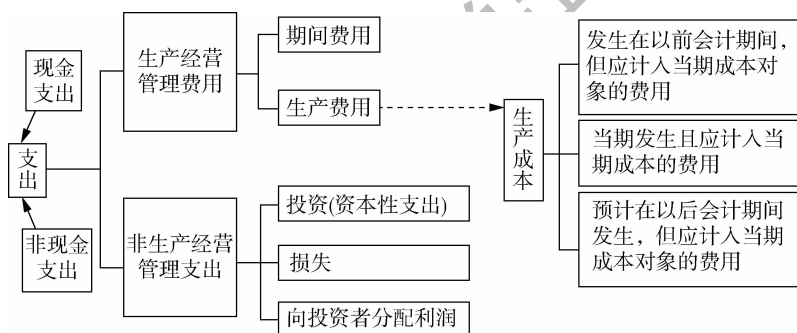 现金
支出
支出
非现金
支出
生产经营
管理费用
非生产经营
管理支出
期间费用
生产费用
投资(资本性支出)
损失
向投资者分配利润
生产成本
发生在以前会计期间，
但应计入当期成本对
象的费用
当期发生且应计入当
期成本的费用
预计在以后会计期间
发生，但应计入当期
成本对象的费用